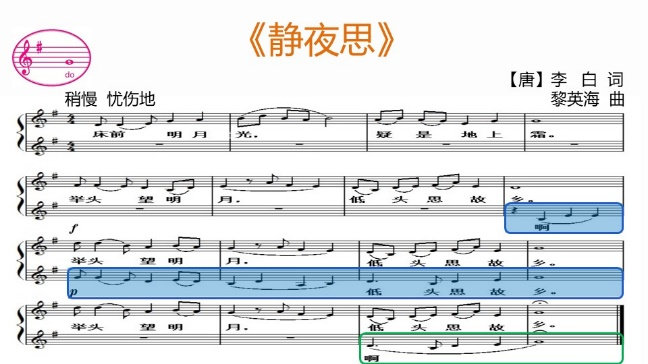 《静夜思》
do
【唐】李 白 词
稍慢 忧伤地
黎英海 曲
床前 明月 光， 疑 是 地上 霜。
举头 望明 月， 低 头 思 故 乡。
啊
f
举头 望明 月， 低 头 思 故 乡。
p 低 头 思 故 乡。
举头 望明 月， 低 头 思 故 乡。
啊